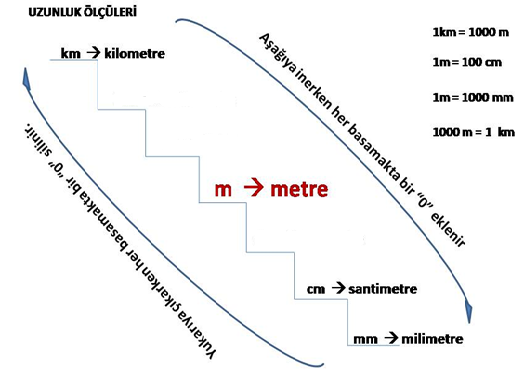 UZUNLUK ÖLÇÜLERİ
km → kilometre
m → metre
cm → santimetre
mm → milimetre
Aşağıya inerken her basamakta bir "0" eklenir
Yukarıya çıkarken her basamakta bir "0" silinir.
1km = 1000 m
1m = 100 cm
1m = 1000 mm
1000 m = 1 km